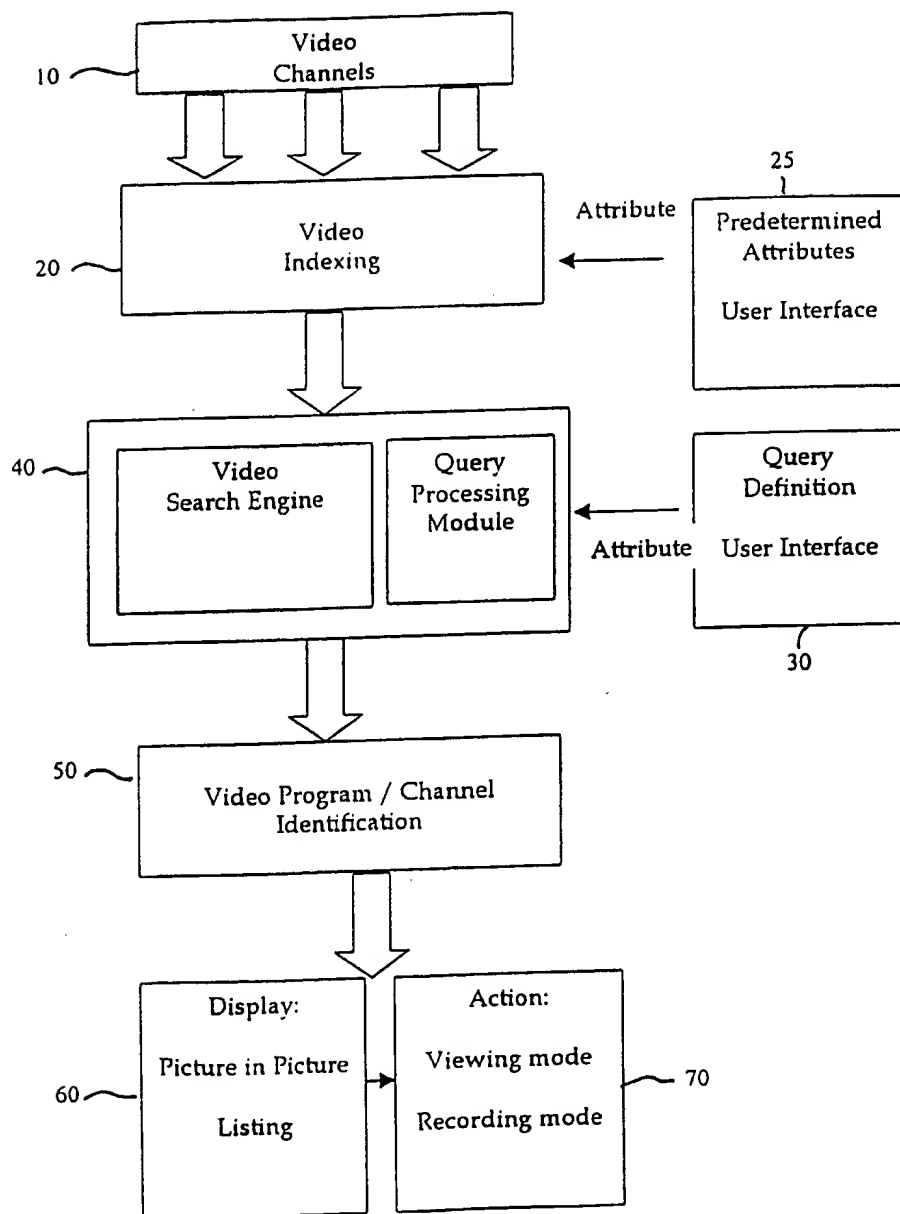 Video
Channels
10
25
Attribute
Predetermined
Attributes
User Interface
Video
Indexing
20
40
Video
Search Engine
Query
Processing
Module
Attribute
Query
Definition
User Interface
30
50
Video Program / Channel
Identification
Display:
Picture in Picture
Listing
60
Action:
Viewing mode
Recording mode
70